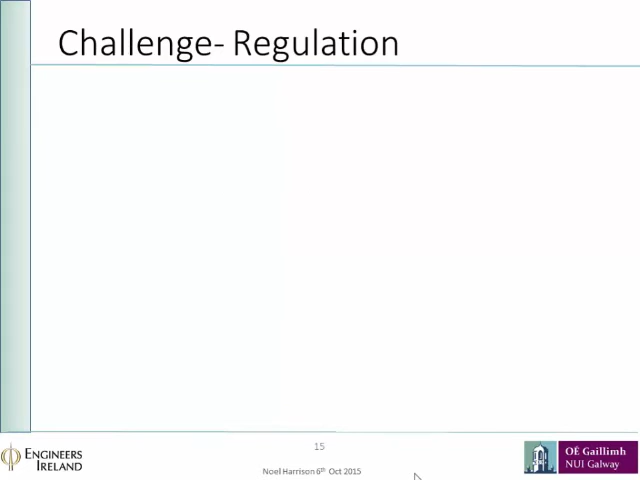 Challenge- Regulation
15
Noel Harrison 6th Oct 2015
ENGINEERS
IRELAND
OÉ Gaillimh
NUI Galway